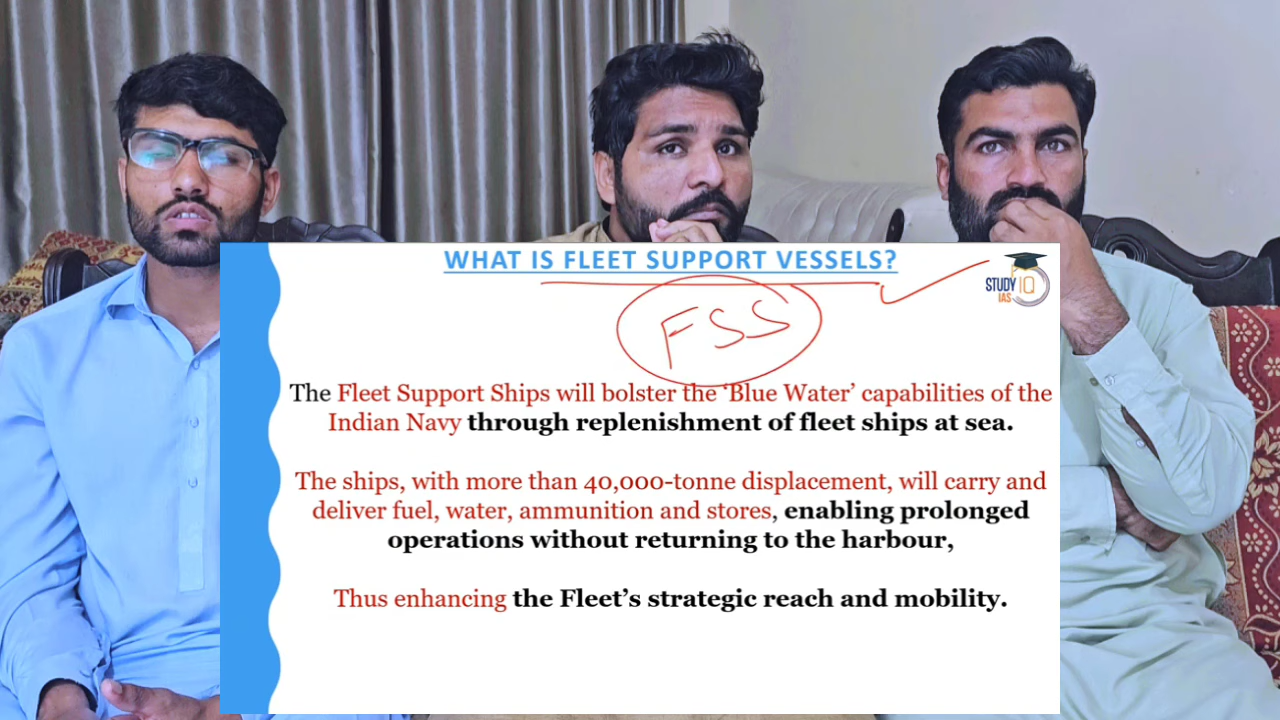 WHAT IS FLEET SUPPORT VESSELS?
STUDY IQ
IAS
FSS
The Fleet Support Ships will bolster the ‘Blue Water’ capabilities of the
Indian Navy through replenishment of fleet ships at sea.
The ships, with more than 40,000-tonne displacement, will carry and
deliver fuel, water, ammunition and stores, enabling prolonged
operations without returning to the harbour,
Thus enhancing the Fleet’s strategic reach and mobility.